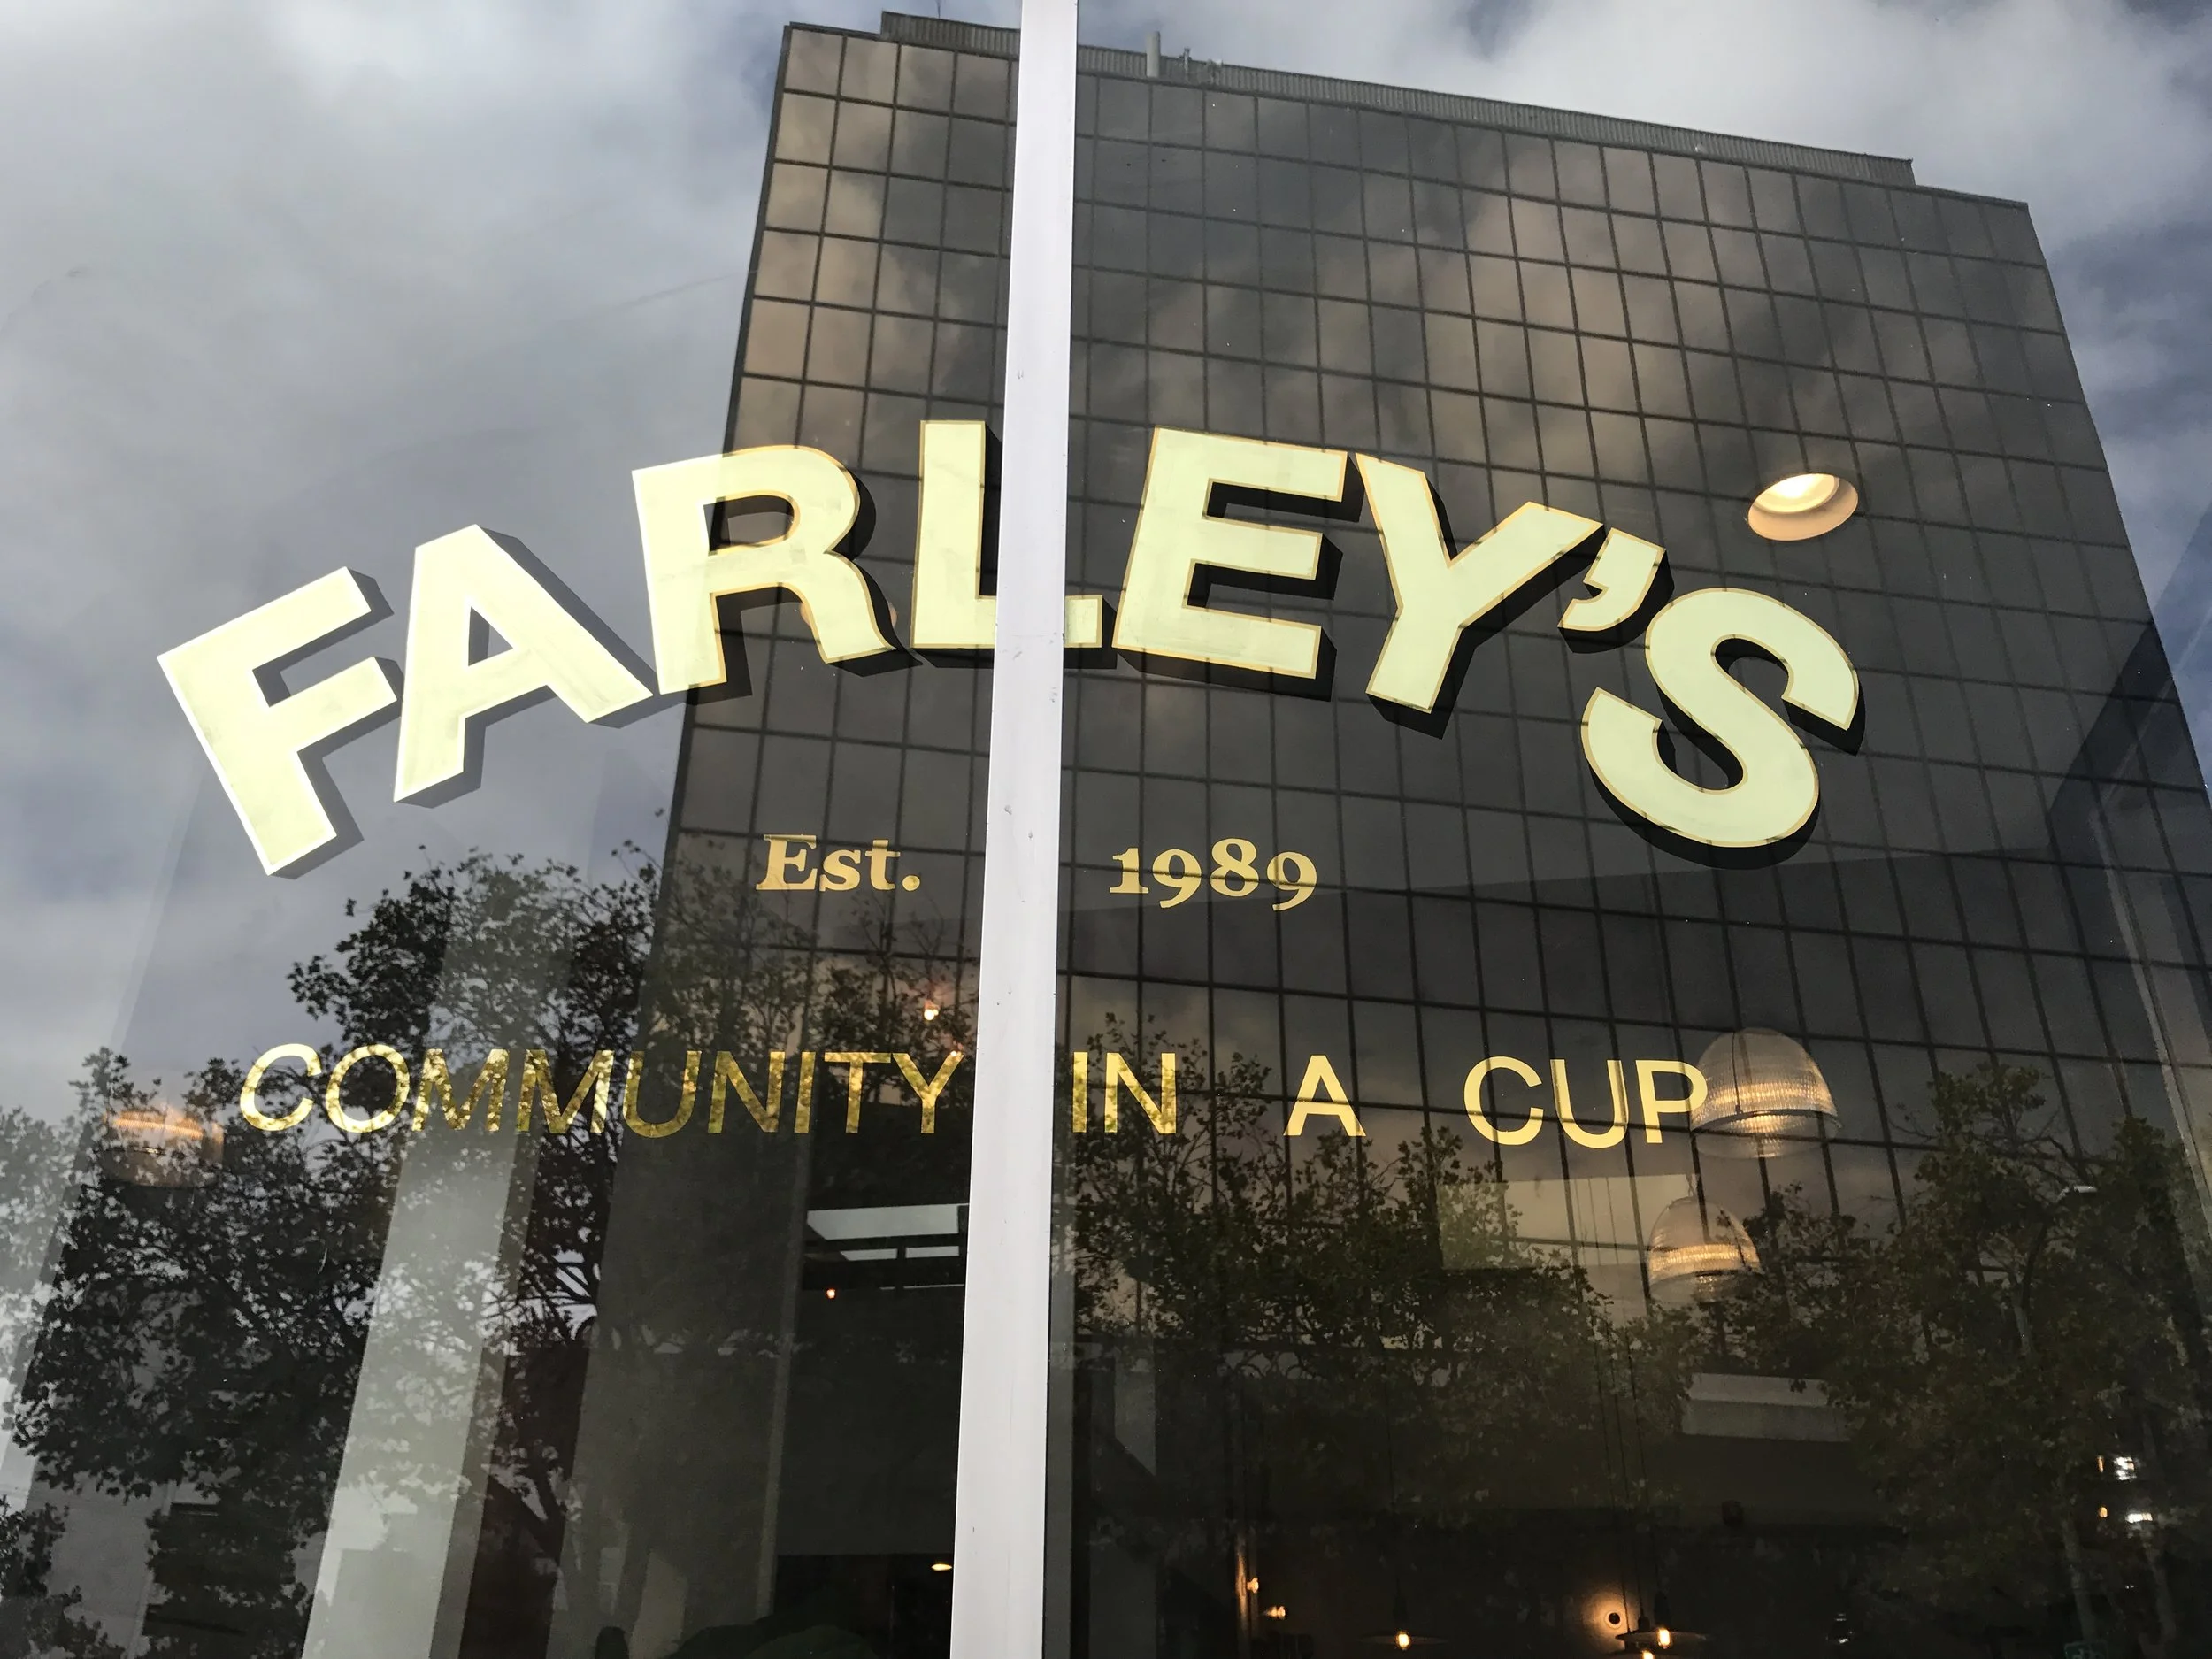 FARLEY'S
Est. 1989
COMMUNITY IN A CUP